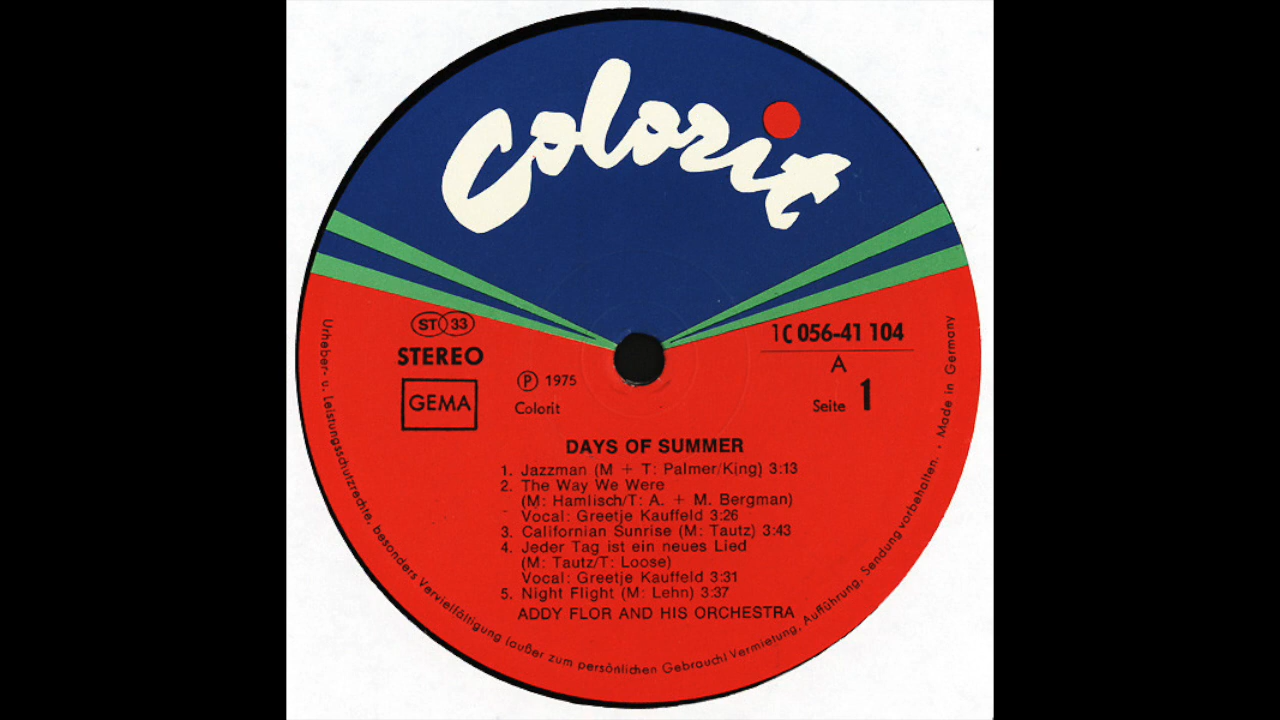 Colorit
ST 33
STEREO
GEMA
℗ 1975
Colorit
1C 056-41 104
A
Seite 1
DAYS OF SUMMER
1. Jazzman (M + T: Palmer/King) 3:13
2. The Way We Were
(M: Hamlisch/T: A. + M. Bergman)
Vocal: Greetje Kauffeld 3:26
3. Californian Sunrise (M: Tautz) 3:43
4. Jeder Tag ist ein neues Lied
(M: Tautz/T: Loose)
Vocal: Greetje Kauffeld 3:31
5. Night Flight (M: Lehn) 3:37
ADDY FLOR AND HIS ORCHESTRA
Urheber- u. Leistungsschutzrechte, besonders Vervielfältigung (außer zum persönlichen Gebrauch) Vermietung, Aufführung, Sendung vorbehalten. • Made in Germany